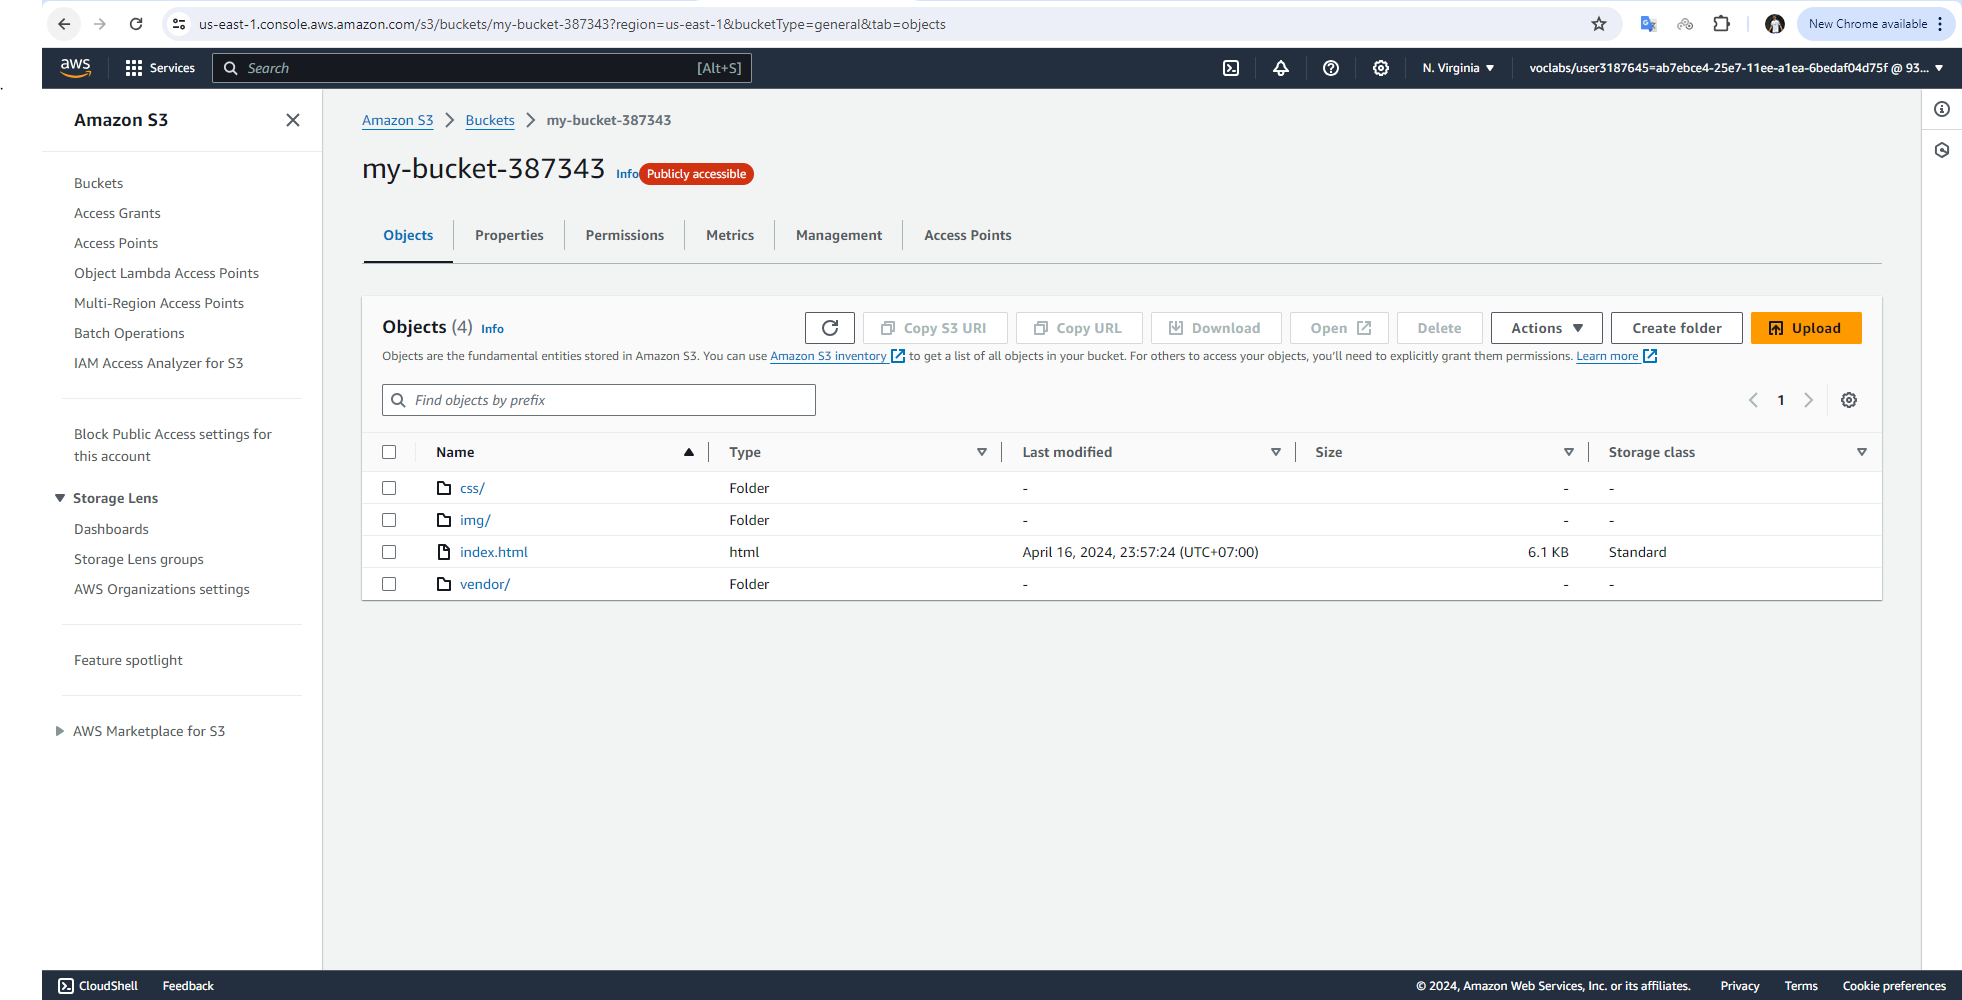 us-east-1.console.aws.amazon.com/s3/buckets/my-bucket-387343?region=us-east-1&bucketType=general&tab=objects
New Chrome available
aws
Services
Search
[Alt+S]
N. Virginia
voclabs/user3187645=ab7ebce4-25e7-11ee-a1ea-6bedaf04d75f @ 93...
Amazon S3
Buckets
Access Grants
Access Points
Object Lambda Access Points
Multi-Region Access Points
Batch Operations
IAM Access Analyzer for S3
Block Public Access settings for
this account
Storage Lens
Dashboards
Storage Lens groups
AWS Organizations settings
Feature spotlight
AWS Marketplace for S3
Amazon S3 > Buckets > my-bucket-387343
my-bucket-387343 Info Publicly accessible
Objects Properties Permissions Metrics Management Access Points
Objects (4) Info
Copy S3 URI Copy URL Download Open Delete Actions Create folder Upload
Objects are the fundamental entities stored in Amazon S3. You can use Amazon S3 inventory to get a list of all objects in your bucket. For others to access your objects, you'll need to explicitly grant them permissions. Learn more
Find objects by prefix
1
Name Type Last modified Size Storage class
css/ Folder - - -
img/ Folder - - -
index.html html April 16, 2024, 23:57:24 (UTC+07:00) 6.1 KB Standard
vendor/ Folder - - -
CloudShell Feedback
© 2024, Amazon Web Services, Inc. or its affiliates. Privacy Terms Cookie preferences